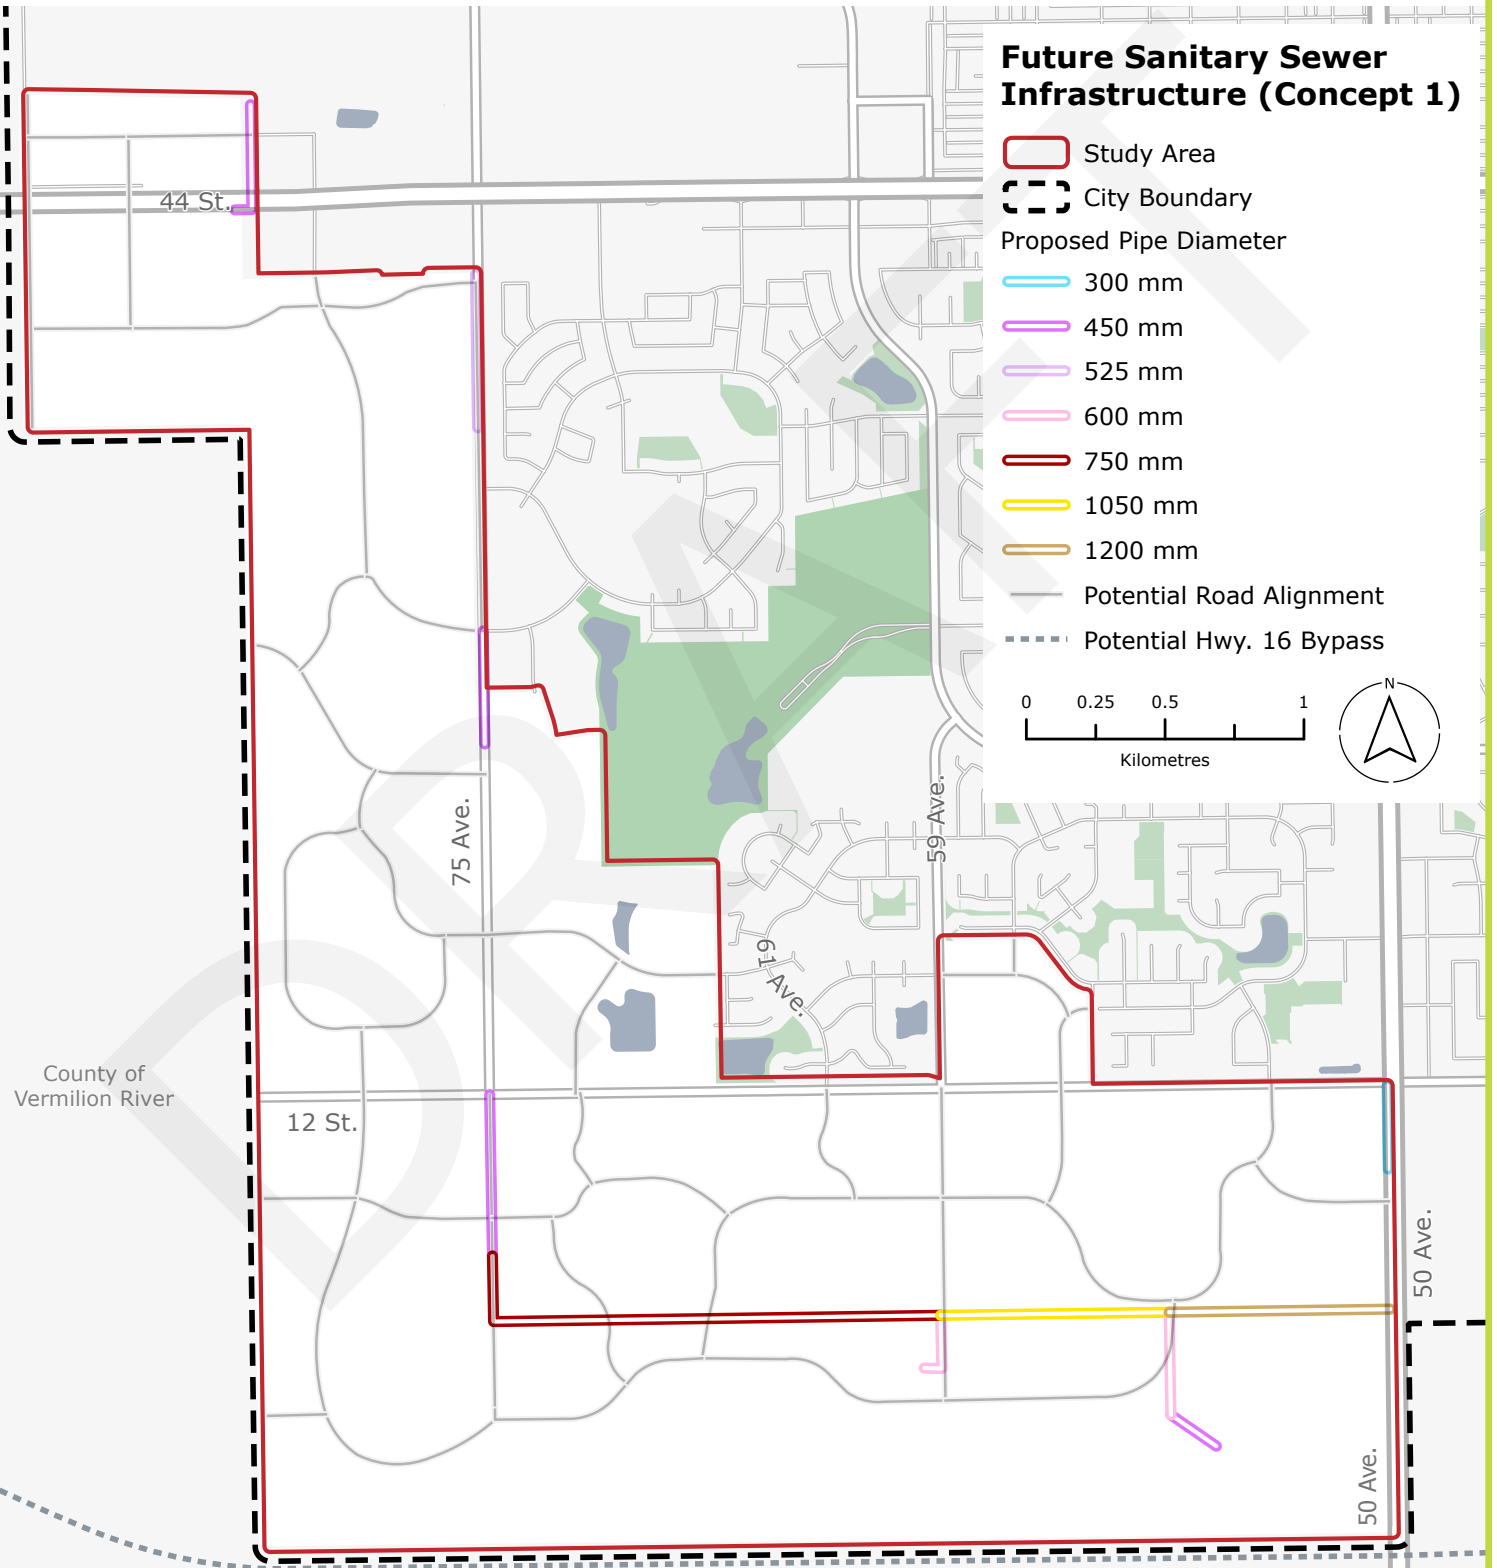 Future Sanitary Sewer
Infrastructure (Concept 1)
Study Area
City Boundary
Proposed Pipe Diameter
300 mm
450 mm
525 mm
600 mm
750 mm
1050 mm
1200 mm
Potential Road Alignment
Potential Hwy. 16 Bypass
0 0.25 0.5 1
Kilometres
N
44 St.
75 Ave.
59 Ave.
61 Ave.
County of
Vermilion River
12 St.
50 Ave.
50 Ave.
DRAFT